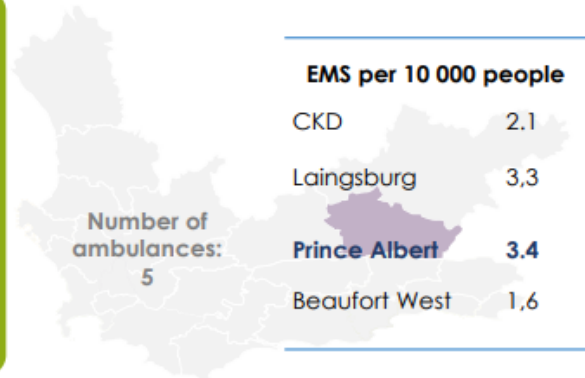 EMS per 10 000 people
CKD 2.1
Laingsburg 3,3
Number of
ambulances:
5
Prince Albert 3.4
Beaufort West 1,6